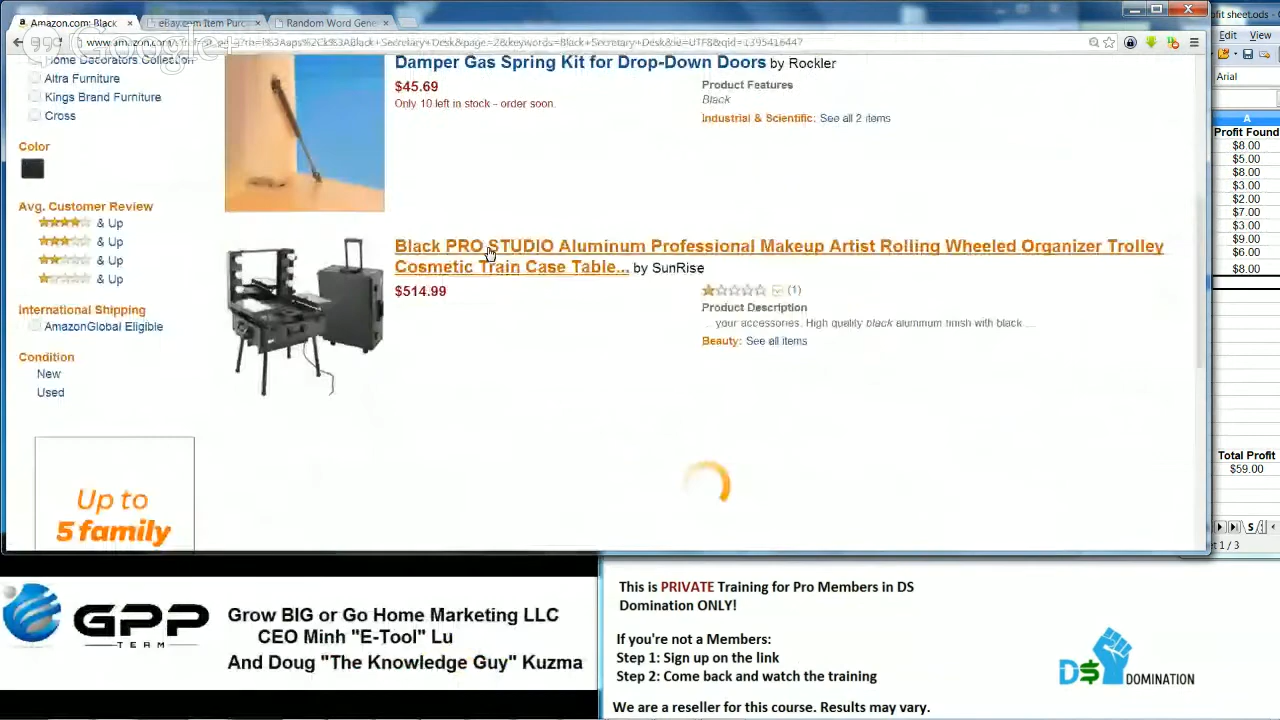 Amazon.com: Black
eBay.com Item Purc
Random Word Gene
fit sheet.ods -
Google+
Edit View
Arial
Home Decorators Collection
Altra Furniture
Kings Brand Furniture
Cross
Color
Avg. Customer Review
& Up
& Up
& Up
& Up
International Shipping
AmazonGlobal Eligible
Condition
New
Used
Up to
5 family
Damper Gas Spring Kit for Drop-Down Doors by Rockler
$45.69
Only 10 left in stock - order soon.
Product Features
Black
Industrial & Scientific: See all 2 items
Black PRO STUDIO Aluminum Professional Makeup Artist Rolling Wheeled Organizer Trolley
Cosmetic Train Case Table... by SunRise
$514.99
(1)
Product Description
... your accessories. High quality black aluminum finish with black ...
Beauty: See all items
A
Profit Found
$8.00
$5.00
$8.00
$3.00
$2.00
$7.00
$3.00
$9.00
$6.00
$8.00
Total Profit
$59.00
et 1 / 3
GPP
TEAM
Grow BIG or Go Home Marketing LLC
CEO Minh "E-Tool" Lu
And Doug "The Knowledge Guy" Kuzma
This is PRIVATE Training for Pro Members in DS
Domination ONLY!
If you're not a Members:
Step 1: Sign up on the link
Step 2: Come back and watch the training
We are a reseller for this course. Results may vary.
D$ DOMINATION